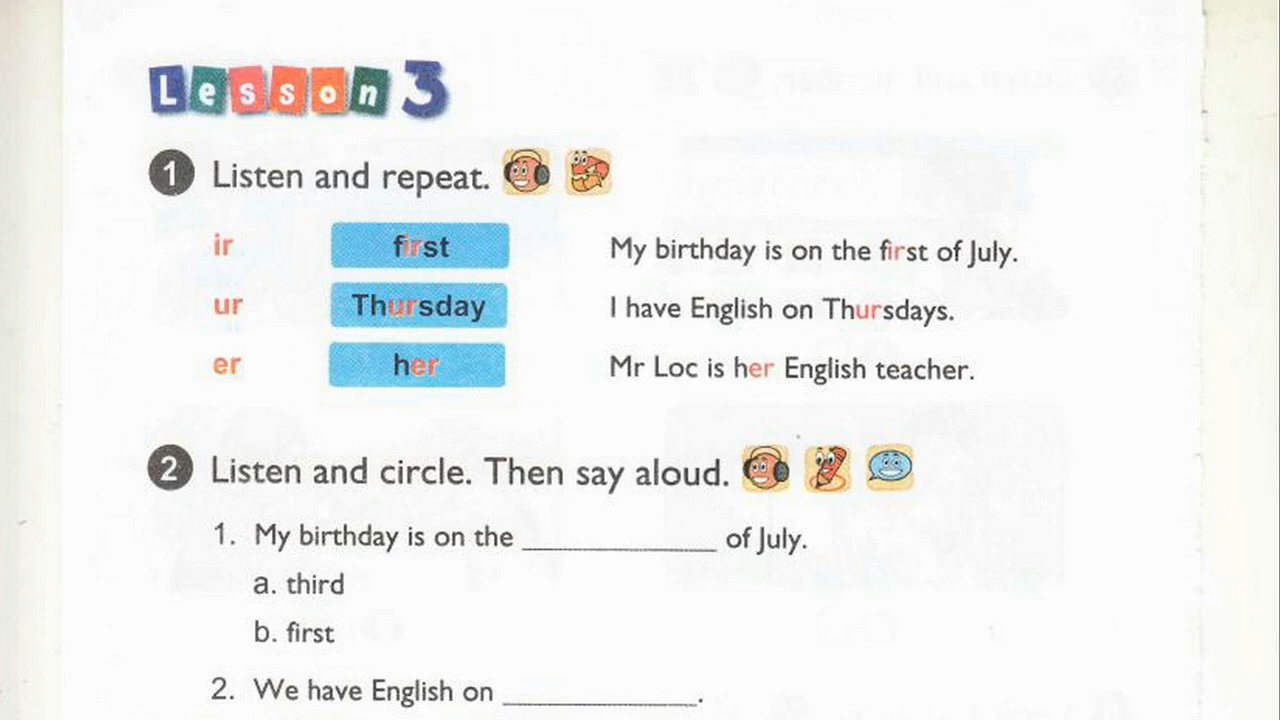 Lesson 3
1 Listen and repeat.
ir first My birthday is on the first of July.
ur Thursday I have English on Thursdays.
er her Mr Loc is her English teacher.
2 Listen and circle. Then say aloud.
1. My birthday is on the ____________ of July.
a. third
b. first
2. We have English on ____________.